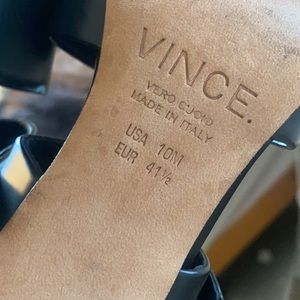 VINCE.
VERO CUOIO
MADE IN ITALY
USA 10M
EUR 41½